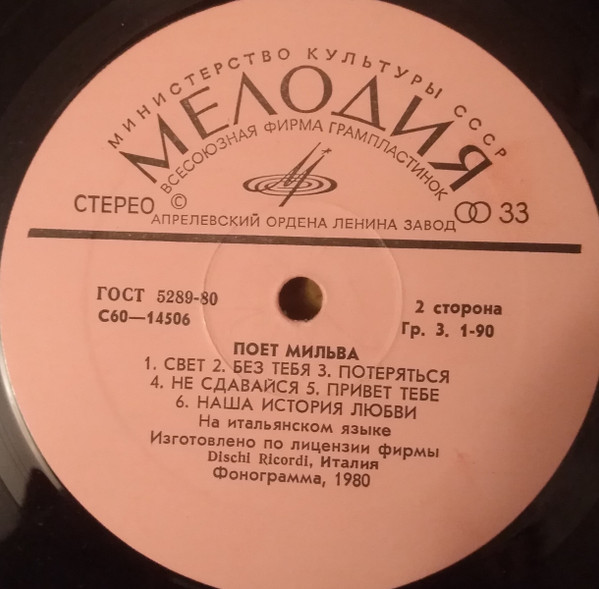 МИНИСТЕРСТВО КУЛЬТУРЫ СССР
МЕЛОДИЯ
ВСЕСОЮЗНАЯ ФИРМА ГРАМПЛАСТИНОК
СТЕРЕО © 33
АПРЕЛЕВСКИЙ ОРДЕНА ЛЕНИНА ЗАВОД
ГОСТ 5289-80
С60—14506
2 сторона
Гр. 3. 1-90
ПОЕТ МИЛЬВА
1. СВЕТ 2. БЕЗ ТЕБЯ 3. ПОТЕРЯТЬСЯ
4. НЕ СДАВАЙСЯ 5. ПРИВЕТ ТЕБЕ
6. НАША ИСТОРИЯ ЛЮБВИ
На итальянском языке
Изготовлено по лицензии фирмы
Dischi Ricordi, Италия
Фонограмма, 1980